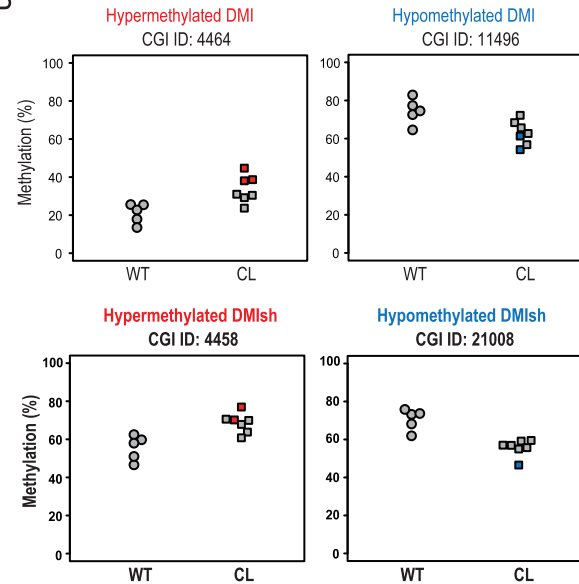 Hypermethylated DMI
CGI ID: 4464
Methylation (%)
100
80
60
40
20
0
WT CL
Hypomethylated DMI
CGI ID: 11496
100
80
60
40
20
0
WT CL
Hypermethylated DMIsh
CGI ID: 4458
Methylation (%)
100
80
60
40
20
0
WT CL
Hypomethylated DMIsh
CGI ID: 21008
100
80
60
40
20
0
WT CL